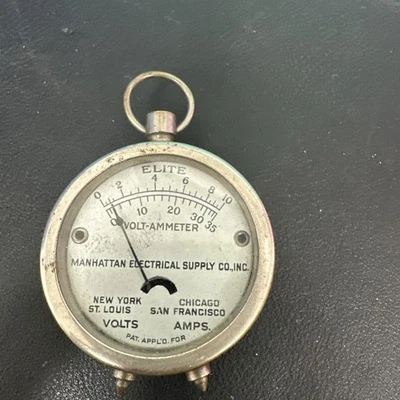 ELITE
0 2 4 6 8 10
0 10 20 30 35
VOLT-AMMETER
MANHATTAN ELECTRICAL SUPPLY CO., INC.
NEW YORK CHICAGO
ST. LOUIS SAN FRANCISCO
VOLTS AMPS.
PAT. APPL'D. FOR